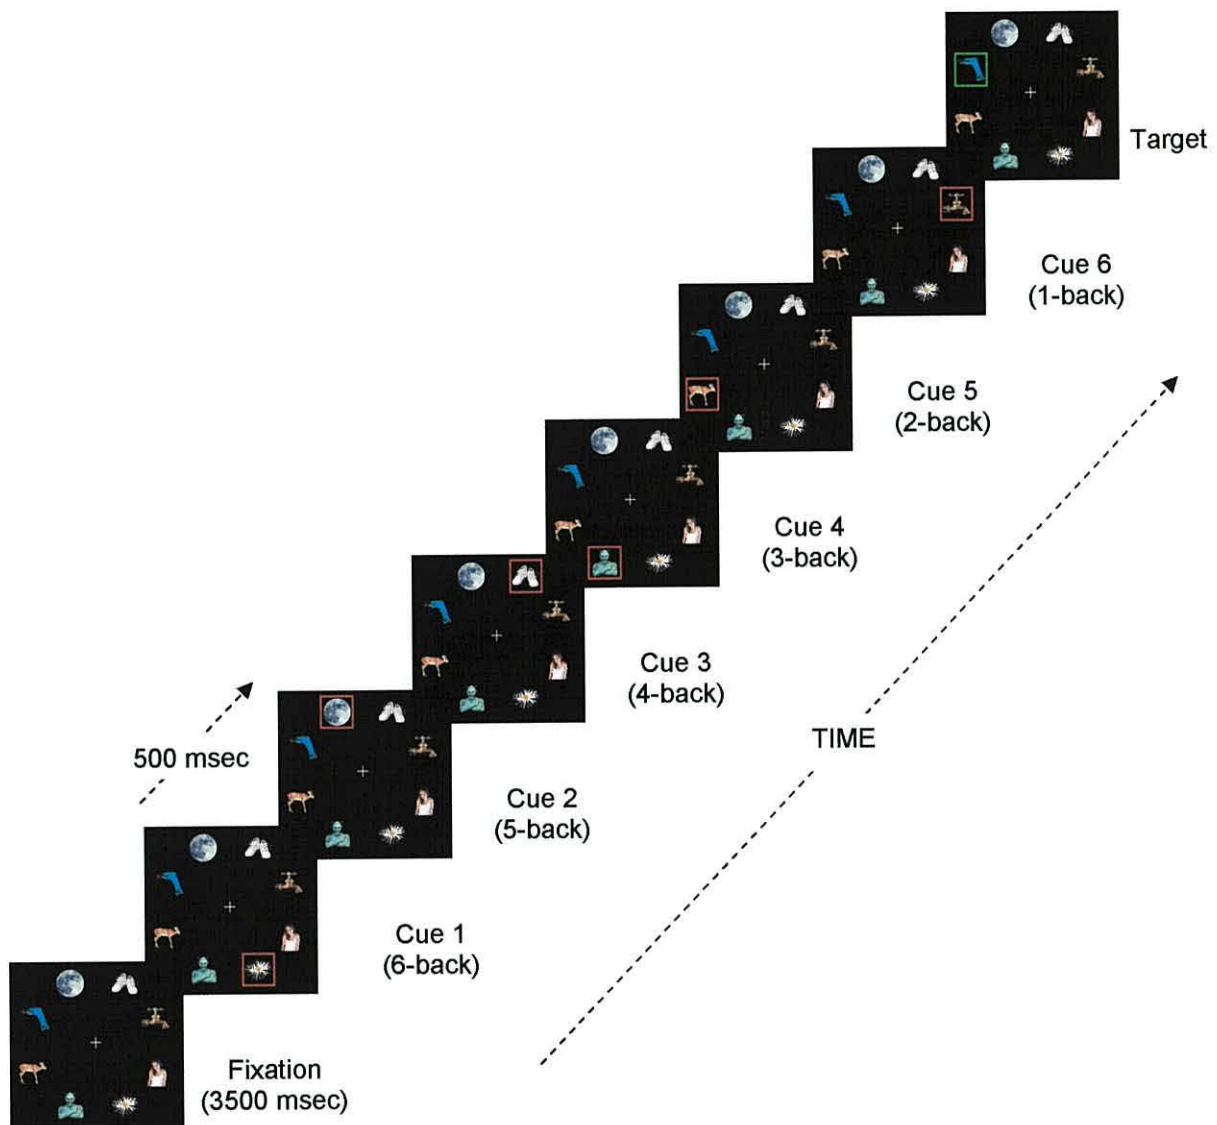 Target
Cue 6
(1-back)
Cue 5
(2-back)
Cue 4
(3-back)
Cue 3
(4-back)
500 msec
TIME
Cue 2
(5-back)
Cue 1
(6-back)
Fixation
(3500 msec)